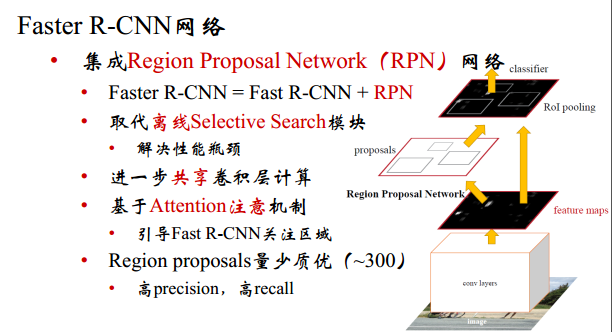 Faster R-CNN网络
• 集成Region Proposal Network（RPN）网络
• Faster R-CNN = Fast R-CNN + RPN
• 取代离线Selective Search模块
• 解决性能瓶颈
• 进一步共享卷积层计算
• 基于Attention注意机制
• 引导Fast R-CNN关注区域
• Region proposals量少质优（~300）
• 高precision，高recall
classifier
RoI pooling
proposals
Region Proposal Network
feature maps
conv layers
image